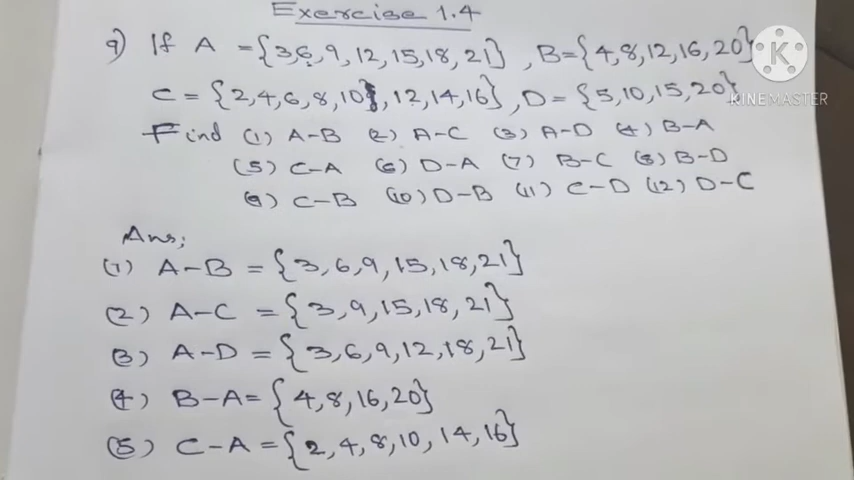 Exercise 1.4
9) If A = {3,6,9,12,15,18,21}, B={4,8,12,16,20}
C = {2,4,6,8,10},12,14,16}, D= {5,10,15,20}
KINEMASTER
Find (1) A-B (2) A-C (3) A-D (4) B-A
(5) C-A (6) D-A (7) B-C (8) B-D
(9) C-B (10) D-B (11) C-D (12) D-C
Ans;
(1) A-B = {3,6,9,15,18,21}
(2) A-C = {3,9,15,18,21}
(3) A-D = {3,6,9,12,18,21}
(4) B-A = {4,8,16,20}
(5) C-A = {2,4,8,10,14,16}